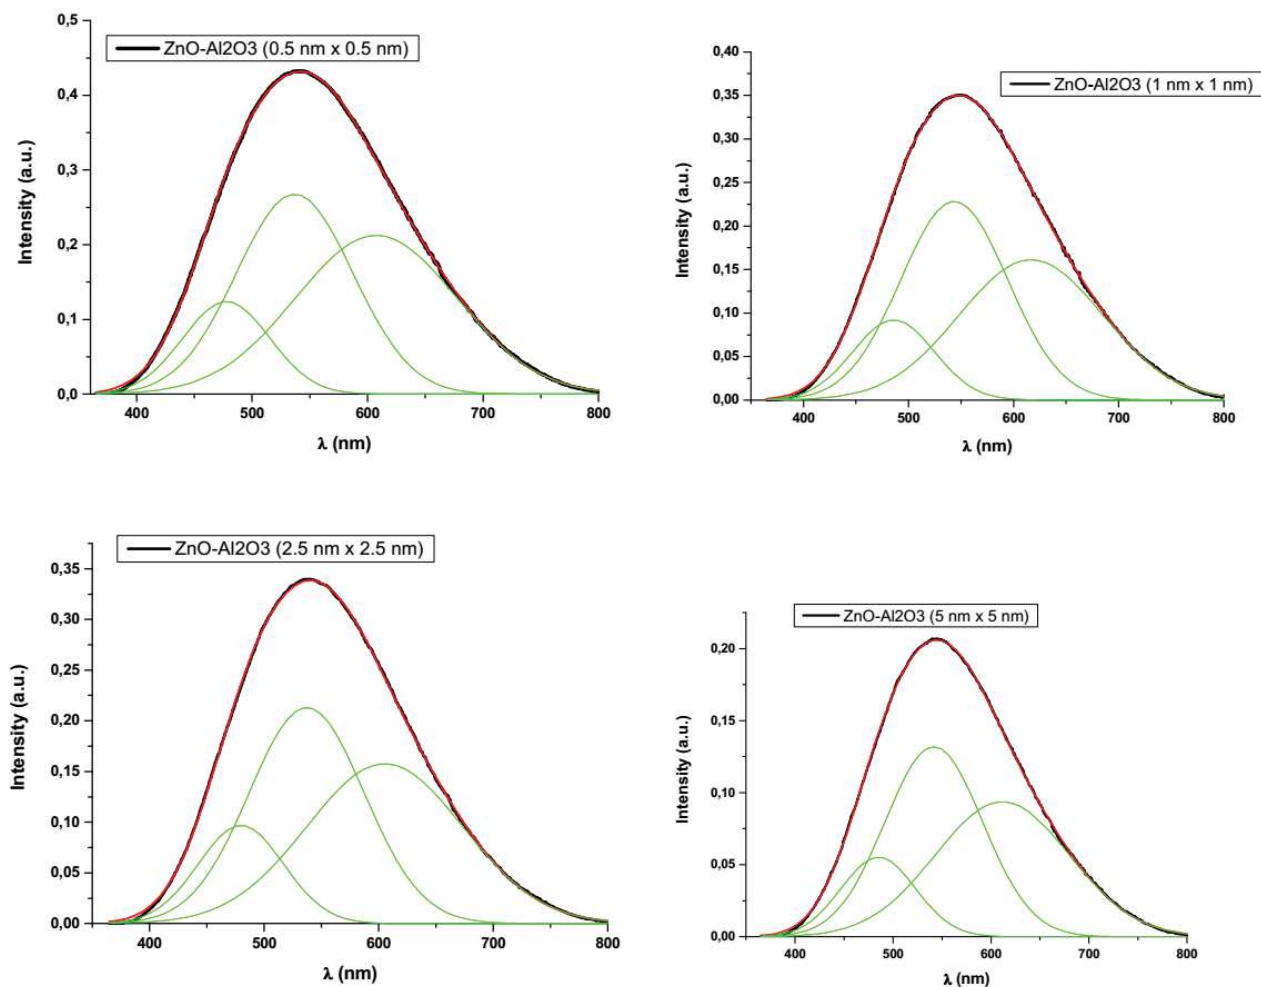 ZnO-Al2O3 (0.5 nm x 0.5 nm)
Intensity (a.u.)
0,5
0,4
0,3
0,2
0,1
0,0
400 500 600 700 800
λ (nm)
ZnO-Al2O3 (1 nm x 1 nm)
Intensity (a.u.)
0,40
0,35
0,30
0,25
0,20
0,15
0,10
0,05
0,00
400 500 600 700 800
λ (nm)
ZnO-Al2O3 (2.5 nm x 2.5 nm)
Intensity (a.u.)
0,35
0,30
0,25
0,20
0,15
0,10
0,05
0,00
400 500 600 700 800
λ (nm)
ZnO-Al2O3 (5 nm x 5 nm)
Intensity (a.u.)
0,20
0,15
0,10
0,05
0,00
400 500 600 700 800
λ (nm)